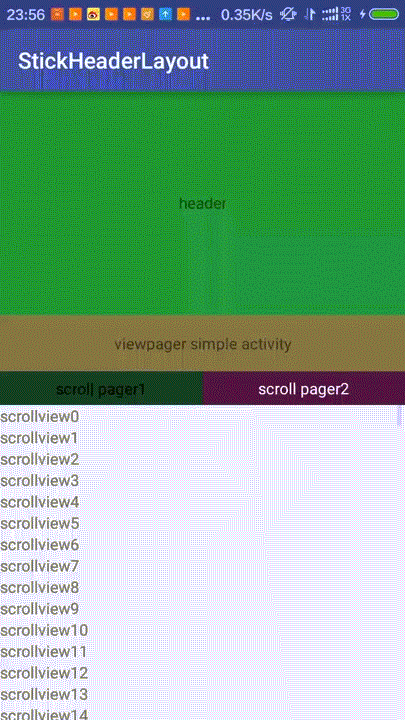 23:56 ... 0.35K/s 3G 1X
StickHeaderLayout
header
viewpager simple activity
scroll pager1 scroll pager2
scrollview0
scrollview1
scrollview2
scrollview3
scrollview4
scrollview5
scrollview6
scrollview7
scrollview8
scrollview9
scrollview10
scrollview11
scrollview12
scrollview13
scrollview14